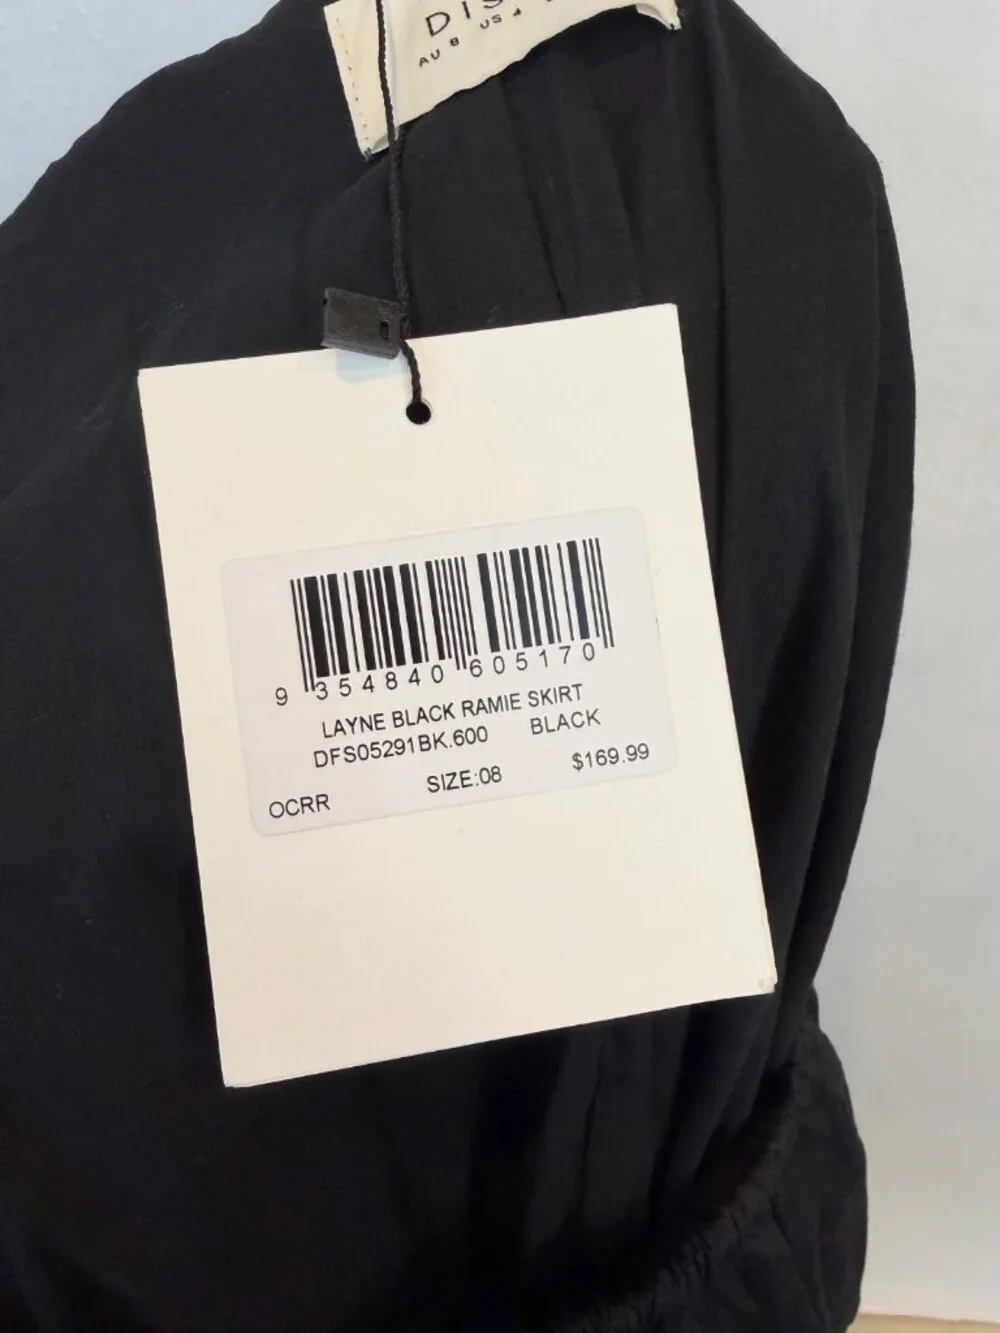 AU 8 US 4
9 354840 605170
LAYNE BLACK RAMIE SKIRT
DFS05291BK.600 BLACK
SIZE:08 $169.99
OCRR